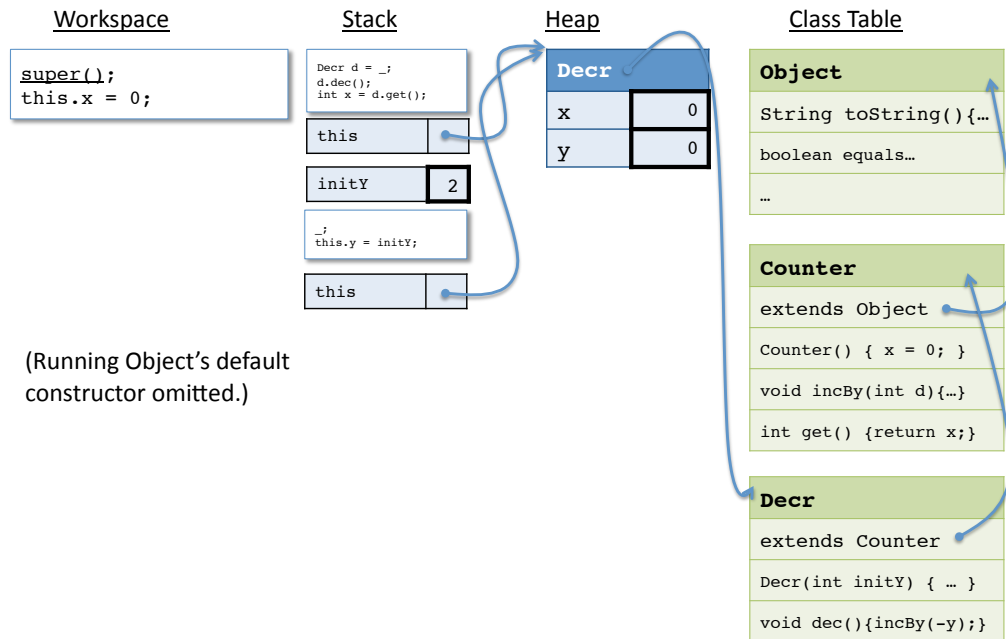 Workspace
Stack
Heap
Class Table
super();
this.x = 0;
Decr d = _;
d.dec();
int x = d.get();
this
initY 2
_;
this.y = initY;
this
Decr
x 0
y 0
(Running Object’s default
constructor omitted.)
Object
String toString(){…
boolean equals…
…
Counter
extends Object
Counter() { x = 0; }
void incBy(int d){…}
int get() {return x;}
Decr
extends Counter
Decr(int initY) { … }
void dec(){incBy(-y);}